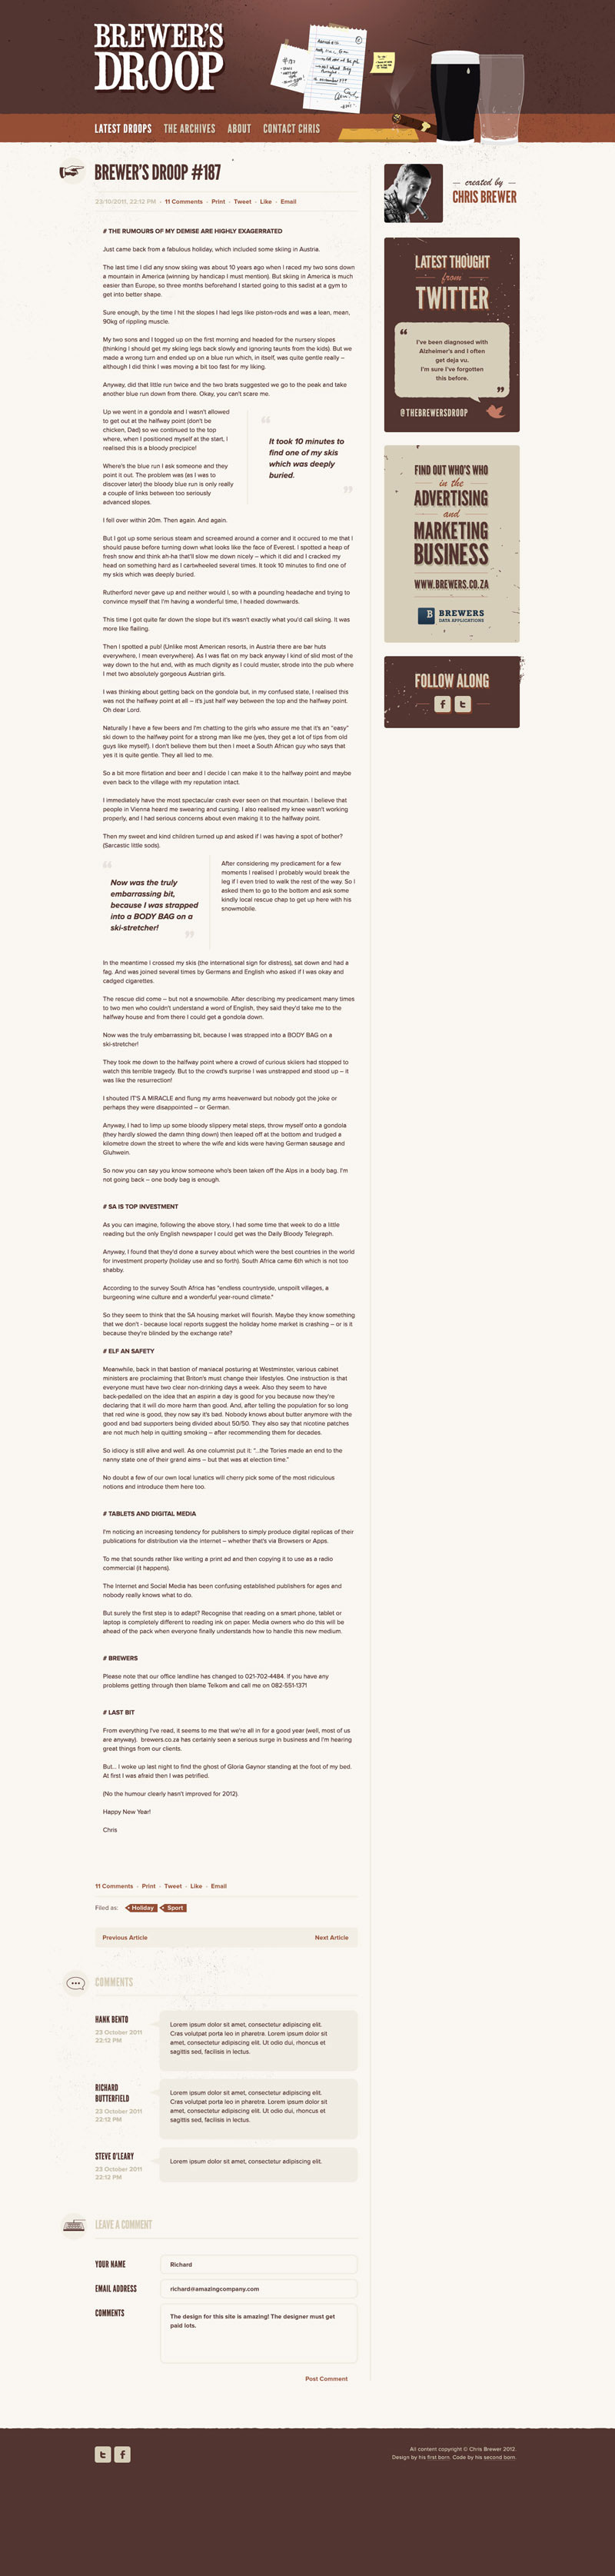 BREWER'S
DROOP
LATEST DROOPS THE ARCHIVES ABOUT CONTACT CHRIS
BREWER'S DROOP #187
23/10/2011, 22:12 PM - 11 Comments - Print - Tweet - Like - Email
# THE RUMOURS OF MY DEMISE ARE HIGHLY EXAGERRATED
Just came back from a fabulous holiday, which included some skiing in Austria.
The last time I did any snow skiing was about 10 years ago when I raced my two sons down
a mountain in America (winning by handicap I must mention). But skiing in America is much
easier than Europe, so three months beforehand I started going to this sadist at a gym to
get into better shape.
Sure enough, by the time I hit the slopes I had legs like piston-rods and was a lean, mean,
90kg of rippling muscle.
My two sons and I togged up on the first morning and headed for the nursery slopes
(thinking I should get my skiing legs back slowly and ignoring taunts from the kids). But we
made a wrong turn and ended up on a blue run which, in itself, was quite gentle really –
although I did think I was moving a bit too fast for my liking.
Anyway, did that little run twice and the two brats suggested we go to the peak and take
another blue run down from there. Okay, you can't scare me.
Up we went in a gondola and I wasn't allowed
to get out at the halfway point (don't be
chicken, Dad) so we continued to the top
where, when I positioned myself at the start, I
realised this is a bloody precipice!
Where's the blue run I ask someone and they
point it out. The problem was (as I was to
discover later) the bloody blue run is only really
a couple of links between too seriously
advanced slopes.
“
It took 10 minutes to
find one of my skis
which was deeply
buried.
”
I fell over within 20m. Then again. And again.
But I got up some serious steam and screamed around a corner and it occured to me that I
should pause before turning down what looks like the face of Everest. I spotted a heap of
fresh snow and think ah-ha that'll slow me down nicely – which it did and I cracked my
head on something hard as I cartwheeled several times. It took 10 minutes to find one of
my skis which was deeply buried.
Rutherford never gave up and neither would I, so with a pounding headache and trying to
convince myself that I'm having a wonderful time, I headed downwards.
This time I got quite far down the slope but it's wasn't exactly what you'd call skiing. It was
more like flailing.
Then I spotted a pub! (Unlike most American resorts, in Austria there are bar huts
everywhere, I mean everywhere). As I was flat on my back anyway I kind of slid most of the
way down to the hut and, with as much dignity as I could muster, strode into the pub where
I met two absolutely gorgeous Austrian girls.
I was thinking about getting back on the gondola but, in my confused state, I realised this
was not the halfway point at all – it's just half way between the top and the halfway point.
Oh dear Lord.
Naturally I have a few beers and I'm chatting to the girls who assure me that it's an "easy"
ski down to the halfway point for a strong man like me (yes, they get a lot of tips from old
guys like myself). I don't believe them but then I meet a South African guy who says that
yes it is quite gentle. They all lied to me.
So a bit more flirtation and beer and I decide I can make it to the halfway point and maybe
even back to the village with my reputation intact.
I immediately have the most spectacular crash ever seen on that mountain. I believe that
people in Vienna heard me swearing and cursing. I also realised my knee wasn't working
properly, and I had serious concerns about even making it to the halfway point.
Then my sweet and kind children turned up and asked if I was having a spot of bother?
(Sarcastic little sods).
“
Now was the truly
embarrassing bit,
because I was strapped
into a BODY BAG on a
ski-stretcher!
”
After considering my predicament for a few
moments I realised I probably would break the
leg if I even tried to walk the rest of the way. So I
asked them to go to the bottom and ask some
kindly local rescue chap to get up here with his
snowmobile.
In the meantime I crossed my skis (the international sign for distress), sat down and had a
fag. And was joined several times by Germans and English who asked if I was okay and
cadged cigarettes.
The rescue did come – but not a snowmobile. After describing my predicament many times
to two men who couldn't understand a word of English, they said they'd take me to the
halfway house and from there I could get a gondola down.
Now was the truly embarrassing bit, because I was strapped into a BODY BAG on a
ski-stretcher!
They took me down to the halfway point where a crowd of curious skiiers had stopped to
watch this terrible tragedy. But to the crowd's surprise I was unstrapped and stood up – it
was like the resurrection!
I shouted IT'S A MIRACLE and flung my arms heavenward but nobody got the joke or
perhaps they were disappointed – or German.
Anyway, I had to limp up some bloody slippery metal steps, throw myself onto a gondola
(they hardly slowed the damn thing down) then leaped off at the bottom and trudged a
kilometre down the street to where the wife and kids were having German sausage and
Gluhwein.
So now you can say you know someone who's been taken off the Alps in a body bag. I'm
not going back – one body bag is enough.
# SA IS TOP INVESTMENT
As you can imagine, following the above story, I had some time that week to do a little
reading but the only English newspaper I could get was the Daily Bloody Telegraph.
Anyway, I found that they'd done a survey about which were the best countries in the world
for investment property (holiday use and so forth). South Africa came 6th which is not too
shabby.
According to the survey South Africa has "endless countryside, unspoilt villages, a
burgeoning wine culture and a wonderful year-round climate."
So they seem to think that the SA housing market will flourish. Maybe they know something
that we don't - because local reports suggest the holiday home market is crashing – or is it
because they're blinded by the exchange rate?
# ELF AN SAFETY
Meanwhile, back in that bastion of maniacal posturing at Westminster, various cabinet
ministers are proclaiming that Briton's must change their lifestyles. One instruction is that
everyone must have two clear non-drinking days a week. Also they seem to have
back-pedalled on the idea that an aspirin a day is good for you because now they're
declaring that it will do more harm than good. And, after telling the population for so long
that red wine is good, they now say it's bad. Nobody knows about butter anymore with the
good and bad supporters being divided about 50/50. They also say that nicotine patches
are not much help in quitting smoking – after recommending them for decades.
So idiocy is still alive and well. As one columnist put it: "...the Tories made an end to the
nanny state one of their grand aims – but that was at election time."
No doubt a few of our own local lunatics will cherry pick some of the most ridiculous
notions and introduce them here too.
# TABLETS AND DIGITAL MEDIA
I'm noticing an increasing tendency for publishers to simply produce digital replicas of their
publications for distribution via the internet – whether that's via Browsers or Apps.
To me that sounds rather like writing a print ad and then copying it to use as a radio
commercial (it happens).
The Internet and Social Media has been confusing established publishers for ages and
nobody really knows what to do.
But surely the first step is to adapt? Recognise that reading on a smart phone, tablet or
laptop is completely different to reading ink on paper. Media owners who do this will be
ahead of the pack when everyone finally understands how to handle this new medium.
# BREWERS
Please note that our office landline has changed to 021-702-4484. If you have any
problems getting through then blame Telkom and call me on 082-551-1371
# LAST BIT
From everything I've read, it seems to me that we're all in for a good year (well, most of us
are anyway). brewers.co.za has certainly seen a serious surge in business and I'm hearing
great things from our clients.
But... I woke up last night to find the ghost of Gloria Gaynor standing at the foot of my bed.
At first I was afraid then I was petrified.
(No the humour clearly hasn't improved for 2012).
Happy New Year!
Chris
11 Comments - Print - Tweet - Like - Email
Filed as: Holiday Sport
Previous Article Next Article
COMMENTS
HANK BENTO
23 October 2011
22:12 PM
Lorem ipsum dolor sit amet, consectetur adipiscing elit.
Cras volutpat porta leo in pharetra. Lorem ipsum dolor sit
amet, consectetur adipiscing elit. Ut odio dui, rhoncus et
sagittis sed, facilisis in lectus.
RICHARD
BUTTERFIELD
23 October 2011
22:12 PM
Lorem ipsum dolor sit amet, consectetur adipiscing elit.
Cras volutpat porta leo in pharetra. Lorem ipsum dolor sit
amet, consectetur adipiscing elit. Ut odio dui, rhoncus et
sagittis sed, facilisis in lectus.
STEVE O'LEARY
23 October 2011
22:12 PM
Lorem ipsum dolor sit amet, consectetur adipiscing elit.
LEAVE A COMMENT
YOUR NAME
Richard
EMAIL ADDRESS
richard@amazingcompany.com
COMMENTS
The design for this site is amazing! The designer must get
paid lots.
Post Comment
created by
CHRIS BREWER
LATEST THOUGHT
from
TWITTER
“
I've been diagnosed with
Alzheimer's and I often
get deja vu.
I'm sure I've forgotten
this before.
”
@THEBREWERSDROOP
FIND OUT WHO'S WHO
in the
ADVERTISING
and
MARKETING
BUSINESS
WWW.BREWERS.CO.ZA
B BREWERS
DATA APPLICATIONS
FOLLOW ALONG
f t
t f
All content copyright © Chris Brewer 2012.
Design by his first born. Code by his second born.